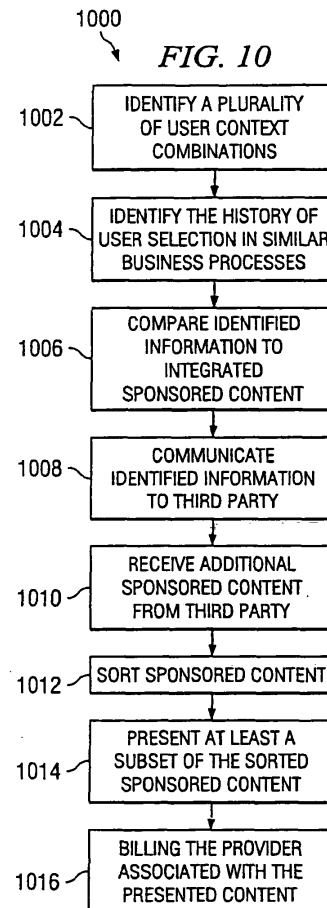 1000
FIG. 10
1002
IDENTIFY A PLURALITY
OF USER CONTEXT
COMBINATIONS
1004
IDENTIFY THE HISTORY OF
USER SELECTION IN SIMILAR
BUSINESS PROCESSES
1006
COMPARE IDENTIFIED
INFORMATION TO
INTEGRATED
SPONSORED CONTENT
1008
COMMUNICATE
IDENTIFIED INFORMATION
TO THIRD PARTY
1010
RECEIVE ADDITIONAL
SPONSORED CONTENT
FROM THIRD PARTY
1012
SORT SPONSORED CONTENT
1014
PRESENT AT LEAST A
SUBSET OF THE SORTED
SPONSORED CONTENT
1016
BILLING THE PROVIDER
ASSOCIATED WITH THE
PRESENTED CONTENT